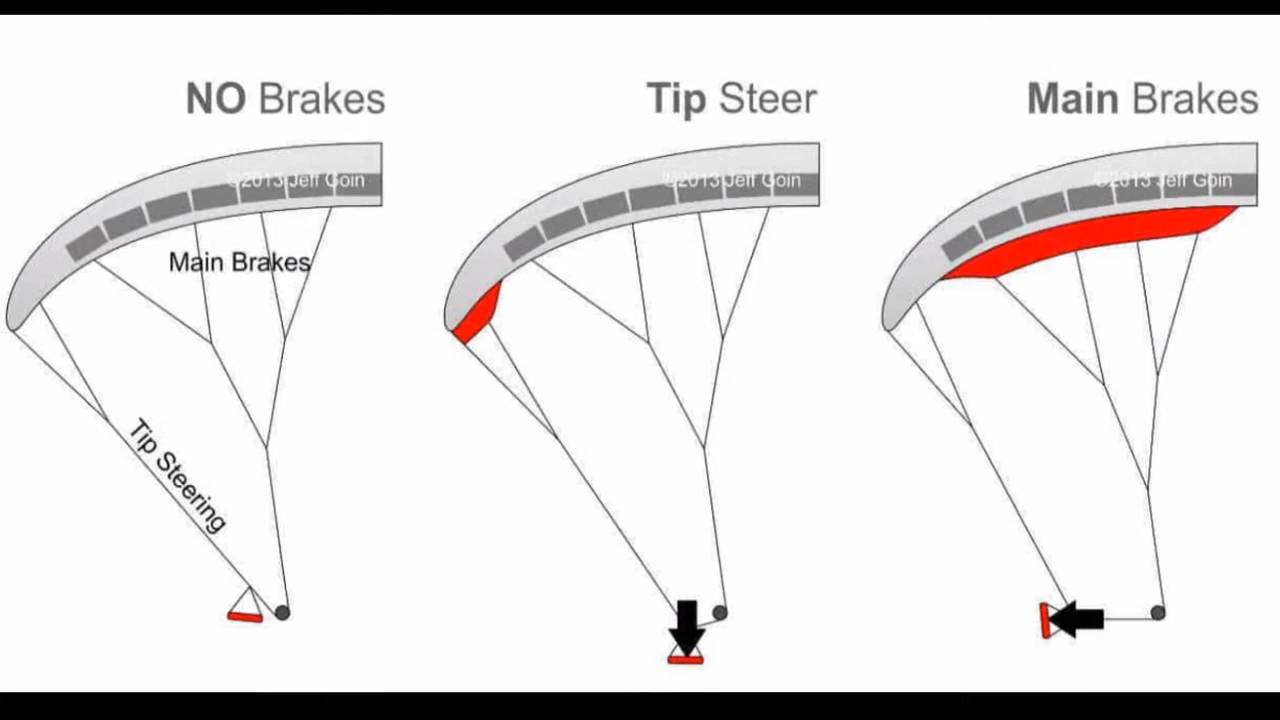 NO Brakes
Tip Steer
Main Brakes
©2013 Jeff Goin
©2013 Jeff Goin
©2013 Jeff Goin
Main Brakes
Tip Steering